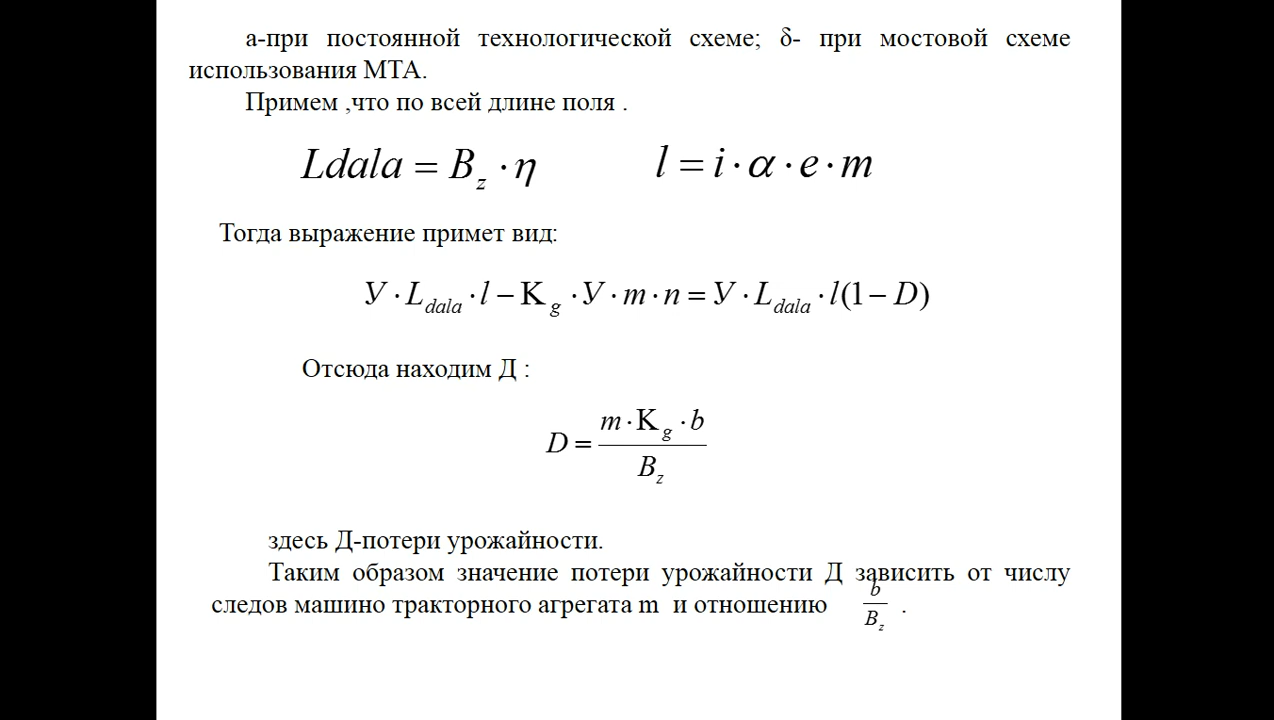 а-при постоянной технологической схеме; δ- при мостовой схеме
использования МТА.
Примем ,что по всей длине поля .
Ldala = B_z · η    l = i · α · e · m
Тогда выражение примет вид:
У · L_dala · l − K_g · У · m · n = У · L_dala · l(1 − D)
Отсюда находим Д :
D = (m · K_g · b) / B_z
здесь Д-потери урожайности.
Таким образом значение потери урожайности Д зависить от числу
следов машино тракторного агрегата m и отношению b / B_z .